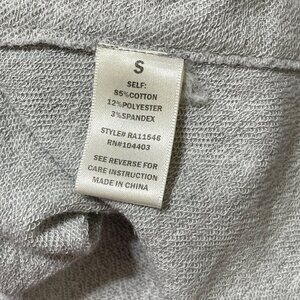 S
SELF:
85%COTTON
12%POLYESTER
3%SPANDEX
STYLE# RA11546
RN#104403
SEE REVERSE FOR
CARE INSTRUCTION
MADE IN CHINA